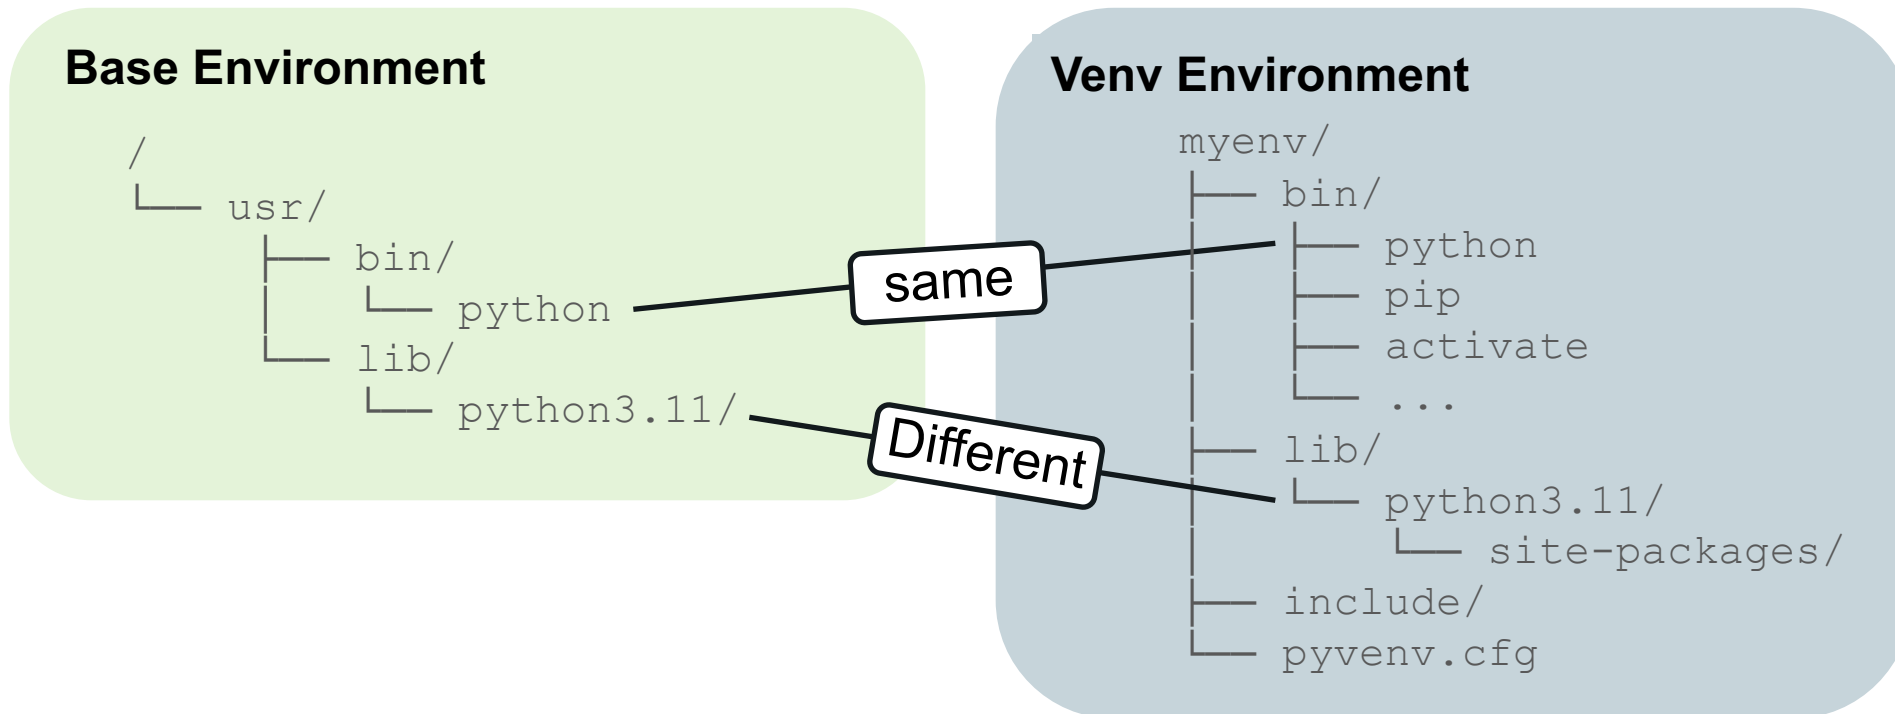 Base Environment
/
└── usr/
├── bin/
│ └── python
└── lib/
└── python3.11/
same
Different
Venv Environment
myenv/
├── bin/
│ ├── python
│ ├── pip
│ ├── activate
│ └── ...
├── lib/
│ └── python3.11/
│ └── site-packages/
├── include/
└── pyvenv.cfg